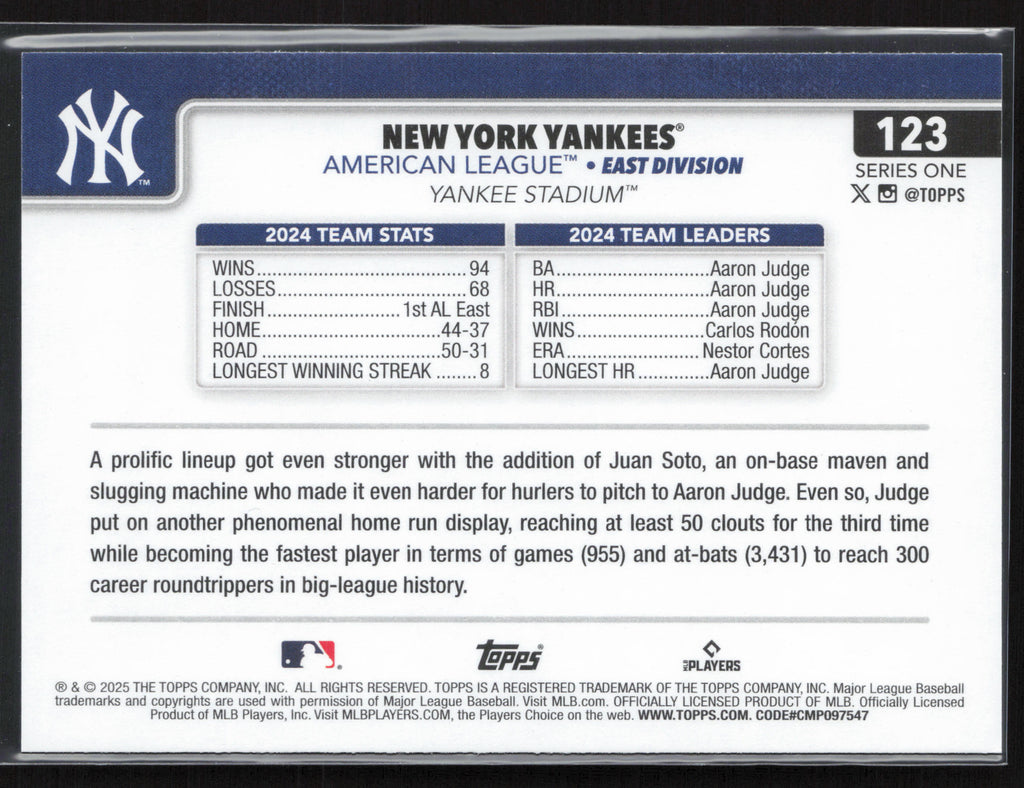 NY ™
NEW YORK YANKEES®
AMERICAN LEAGUE™ • EAST DIVISION
YANKEE STADIUM™
123
SERIES ONE
X @TOPPS
2024 TEAM STATS
WINS....................................94
LOSSES.................................68
FINISH........................1st AL East
HOME................................44-37
ROAD ...............................50-31
LONGEST WINNING STREAK ........8
2024 TEAM LEADERS
BA...........................Aaron Judge
HR...........................Aaron Judge
RBI..........................Aaron Judge
WINS.......................Carlos Rodón
ERA....................... Nestor Cortes
LONGEST HR.............Aaron Judge
A prolific lineup got even stronger with the addition of Juan Soto, an on-base maven and
slugging machine who made it even harder for hurlers to pitch to Aaron Judge. Even so, Judge
put on another phenomenal home run display, reaching at least 50 clouts for the third time
while becoming the fastest player in terms of games (955) and at-bats (3,431) to reach 300
career roundtrippers in big-league history.
Topps®
MLB PLAYERS
® & © 2025 THE TOPPS COMPANY, INC. ALL RIGHTS RESERVED. TOPPS IS A REGISTERED TRADEMARK OF THE TOPPS COMPANY, INC. Major League Baseball
trademarks and copyrights are used with permission of Major League Baseball. Visit MLB.com. OFFICIALLY LICENSED PRODUCT OF MLB. Officially Licensed
Product of MLB Players, Inc. Visit MLBPLAYERS.COM, the Players Choice on the web. WWW.TOPPS.COM. CODE#CMP097547